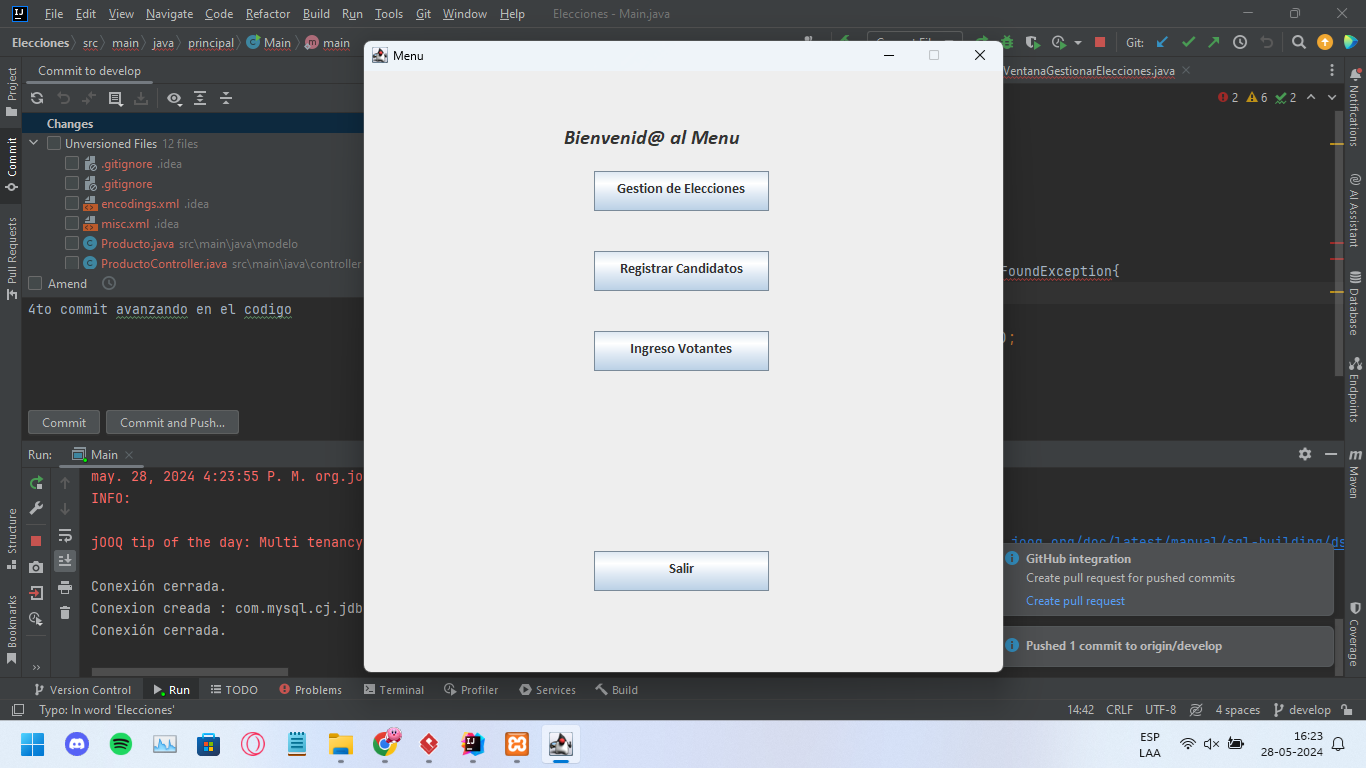 File Edit View Navigate Code Refactor Build Run Tools Git Window Help Elecciones - Main.java
Elecciones src main java principal Main main Git:
Menu
Commit to develop
VentanaGestionarElecciones.java
Project
Commit
Pull Requests
Structure
Bookmarks
Changes
Unversioned Files 12 files
.gitignore .idea
.gitignore
encodings.xml .idea
misc.xml .idea
Producto.java src\main\java\modelo
ProductoController.java src\main\java\controller
Amend
4to commit avanzando en el codigo
Commit Commit and Push...
Bienvenid@ al Menu
Gestion de Elecciones
Registrar Candidatos
Ingreso Votantes
Salir
2 6 2
FoundException{
);
Notifications
AI Assistant
Database
Endpoints
Maven
Coverage
Run: Main
may. 28, 2024 4:23:55 P. M. org.jo
INFO:
jOOQ tip of the day: Multi tenancy
jooq.org/doc/latest/manual/sql-building/ds
Conexión cerrada.
Conexion creada : com.mysql.cj.jdb
Conexión cerrada.
GitHub integration
Create pull request for pushed commits
Create pull request
Pushed 1 commit to origin/develop
Version Control Run TODO Problems Terminal Profiler Services Build
Typo: In word 'Elecciones' 14:42 CRLF UTF-8 4 spaces develop
ESP
LAA
16:23
28-05-2024